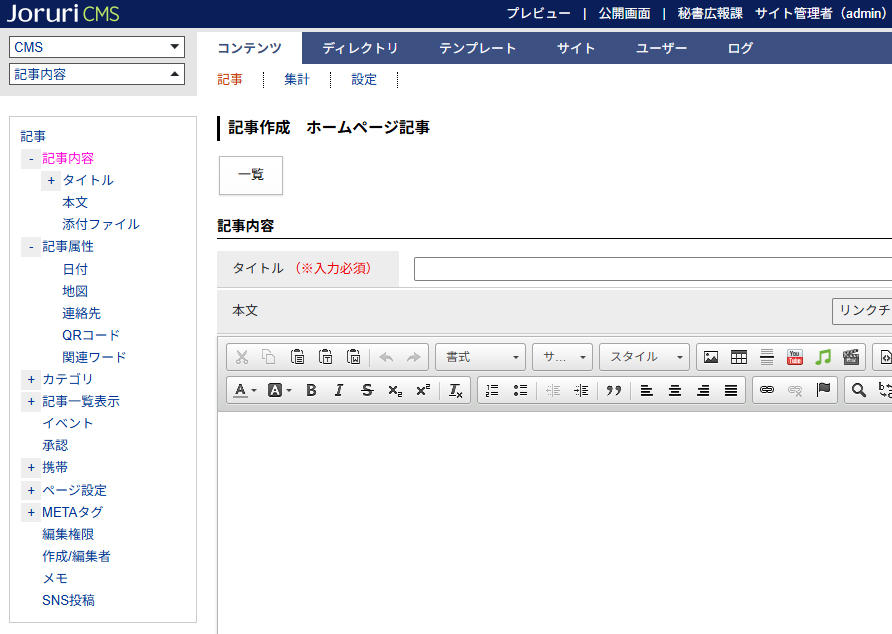 Joruri CMS
プレビュー | 公開画面 | 秘書広報課 サイト管理者（admin）
CMS
記事内容
コンテンツ ディレクトリ テンプレート サイト ユーザー ログ
記事 集計 設定
記事
- 記事内容
+ タイトル
本文
添付ファイル
- 記事属性
日付
地図
連絡先
QRコード
関連ワード
+ カテゴリ
+ 記事一覧表示
イベント
承認
+ 携帯
+ ページ設定
+ METAタグ
編集権限
作成/編集者
メモ
SNS投稿
記事作成 ホームページ記事
一覧
記事内容
タイトル （※入力必須）
本文
リンクチ
書式 サ... スタイル
You Tube